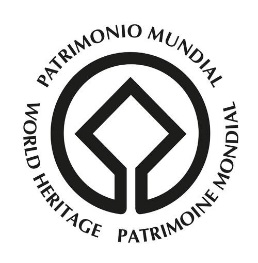 PATRIMONIO MUNDIAL
WORLD HERITAGE
PATRIMOINE MONDIAL